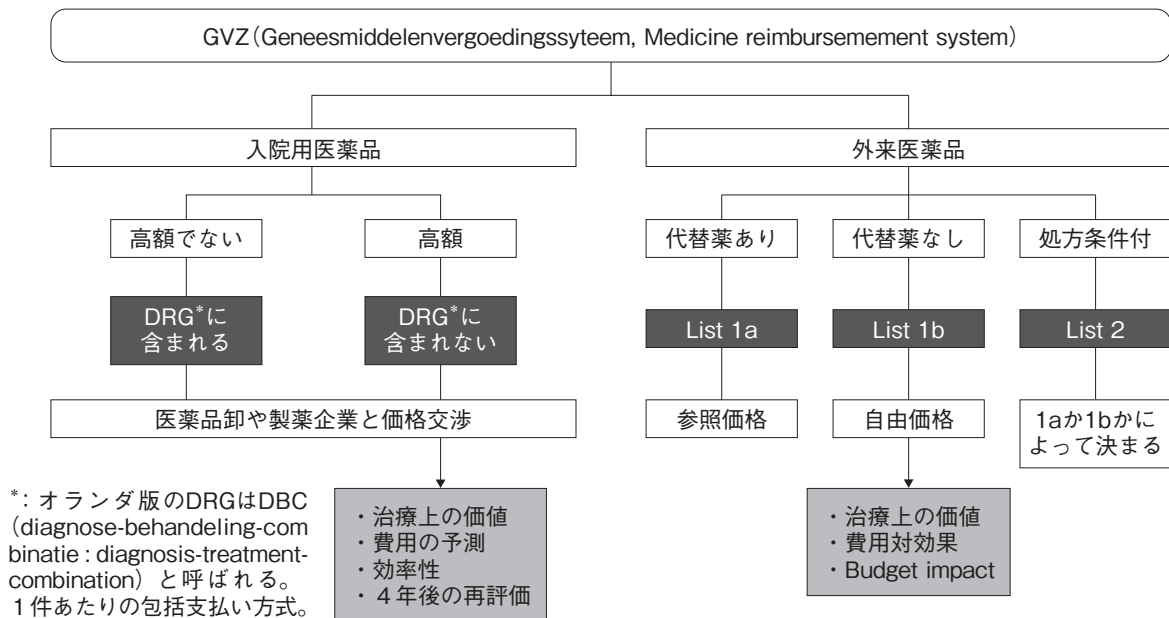 GVZ(Geneesmiddelenvergoedingssyteem, Medicine reimbursemement system)
入院用医薬品
外来医薬品
高額でない
高額
代替薬あり
代替薬なし
処方条件付
DRG*に
含まれる
DRG*に
含まれない
List 1a
List 1b
List 2
医薬品卸や製薬企業と価格交渉
参照価格
自由価格
1aか1bかに
よって決まる
*:オランダ版のDRGはDBC
(diagnose-behandeling-com
binatie : diagnosis-treatment-
combination)と呼ばれる。
1件あたりの包括支払い方式。
・治療上の価値
・費用の予測
・効率性
・4年後の再評価
・治療上の価値
・費用対効果
・Budget impact